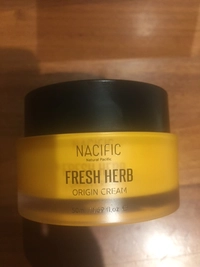 NACIFIC
Natural Pacific
FRESH HERB
ORIGIN CREAM